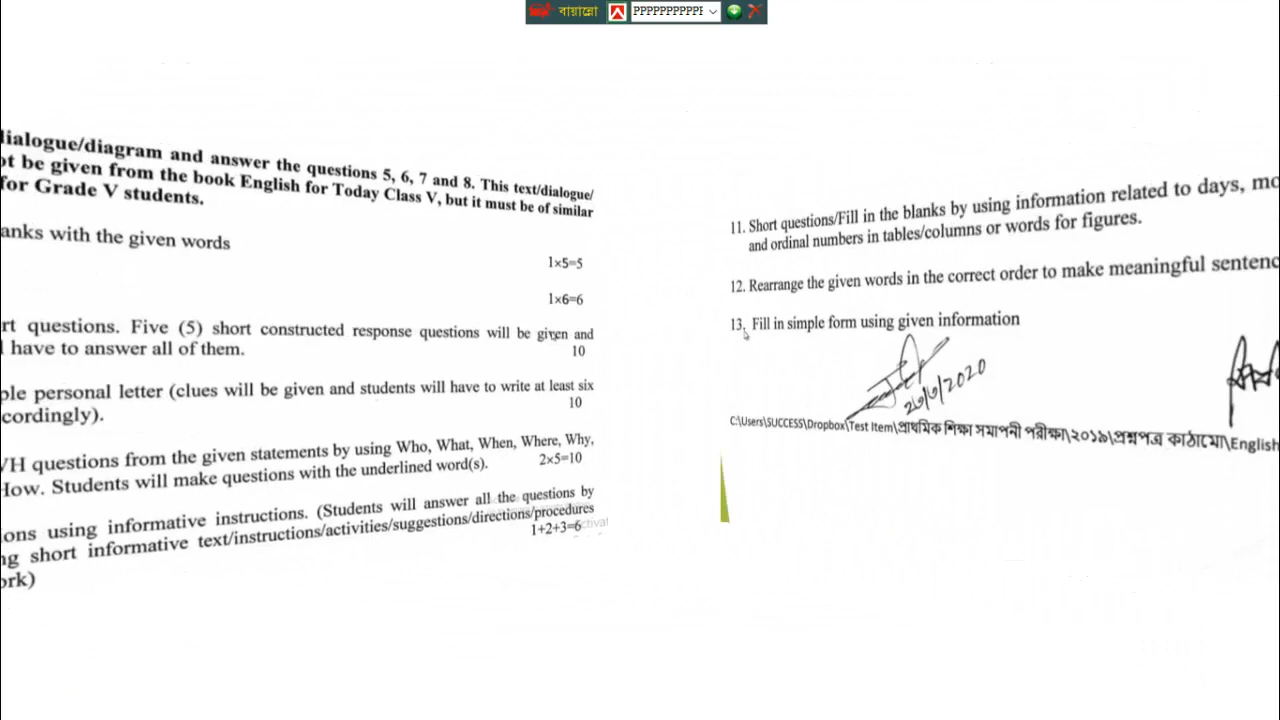 বায়ান্নো
PPPPPPPPPPP
dialogue/diagram and answer the questions 5, 6, 7 and 8. This text/dialogue/
ot be given from the book English for Today Class V, but it must be of similar
for Grade V students.
anks with the given words
1×5=5
1×6=6
rt questions. Five (5) short constructed response questions will be given and
have to answer all of them.
10
ple personal letter (clues will be given and students will have to write at least six
cordingly).
10
VH questions from the given statements by using Who, What, When, Where, Why,
How. Students will make questions with the underlined word(s).
2×5=10
ons using informative instructions. (Students will answer all the questions by
ng short informative text/instructions/activities/suggestions/directions/procedures
1+2+3=6
ork)
11. Short questions/Fill in the blanks by using information related to days, mo
and ordinal numbers in tables/columns or words for figures.
12. Rearrange the given words in the correct order to make meaningful sentenc
13. Fill in simple form using given information
C:\Users\SUCCESS\Dropbox\Test Item\প্রাথমিক শিক্ষা সমাপনী পরীক্ষা\২০১৯\প্রশ্নপত্র কাঠামো\English